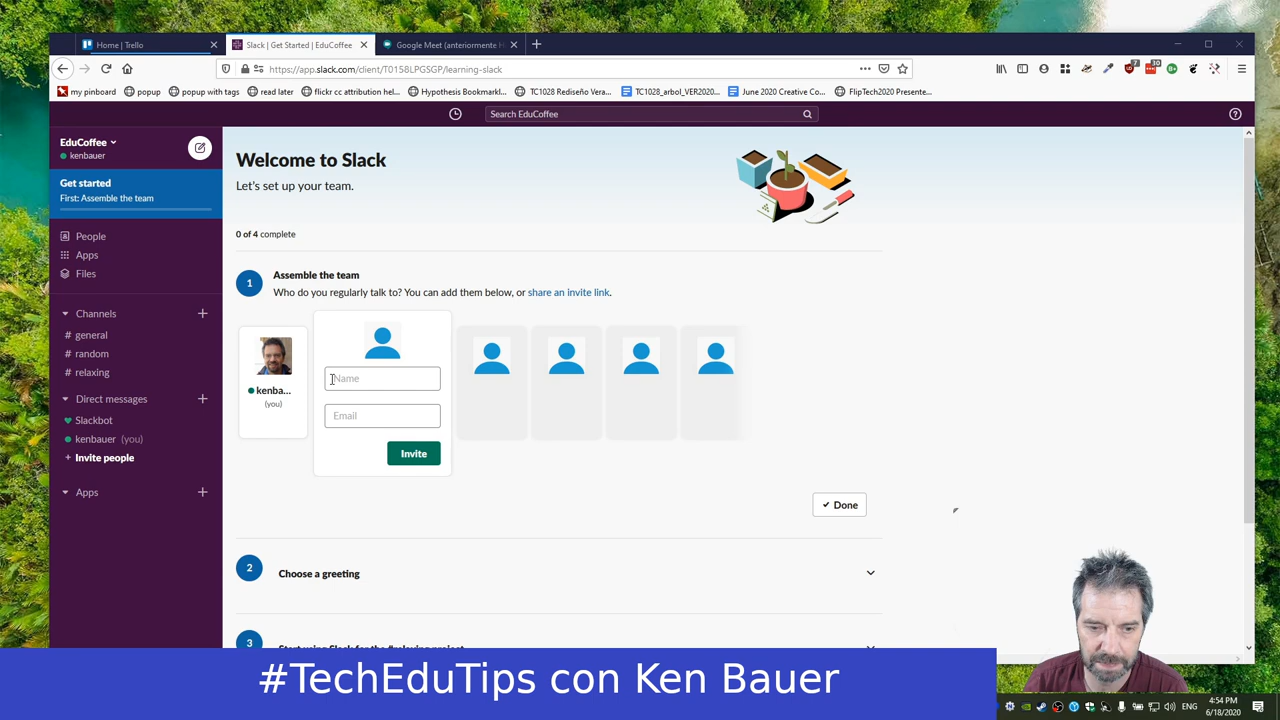 Home | Trello
Slack | Get Started | EduCoffee
Google Meet (anteriormente H
https://app.slack.com/client/T0158LPGSGP/learning-slack
7
10
my pinboard
popup
popup with tags
read later
flickr cc attribution hel...
Hypothesis Bookmarkl...
TC1028 Rediseño Vera...
TC1028_arbol_VER2020...
June 2020 Creative Co...
FlipTech2020 Presente...
Search EduCoffee
EduCoffee
kenbauer
Get started
First: Assemble the team
People
Apps
Files
Channels
# general
# random
# relaxing
Direct messages
Slackbot
kenbauer (you)
+ Invite people
Apps
Welcome to Slack
Let's set up your team.
0 of 4 complete
1
Assemble the team
Who do you regularly talk to? You can add them below, or share an invite link.
kenba...
(you)
Name
Email
Invite
Done
2
Choose a greeting
3
#TechEduTips con Ken Bauer
4:54 PM
6/18/2020